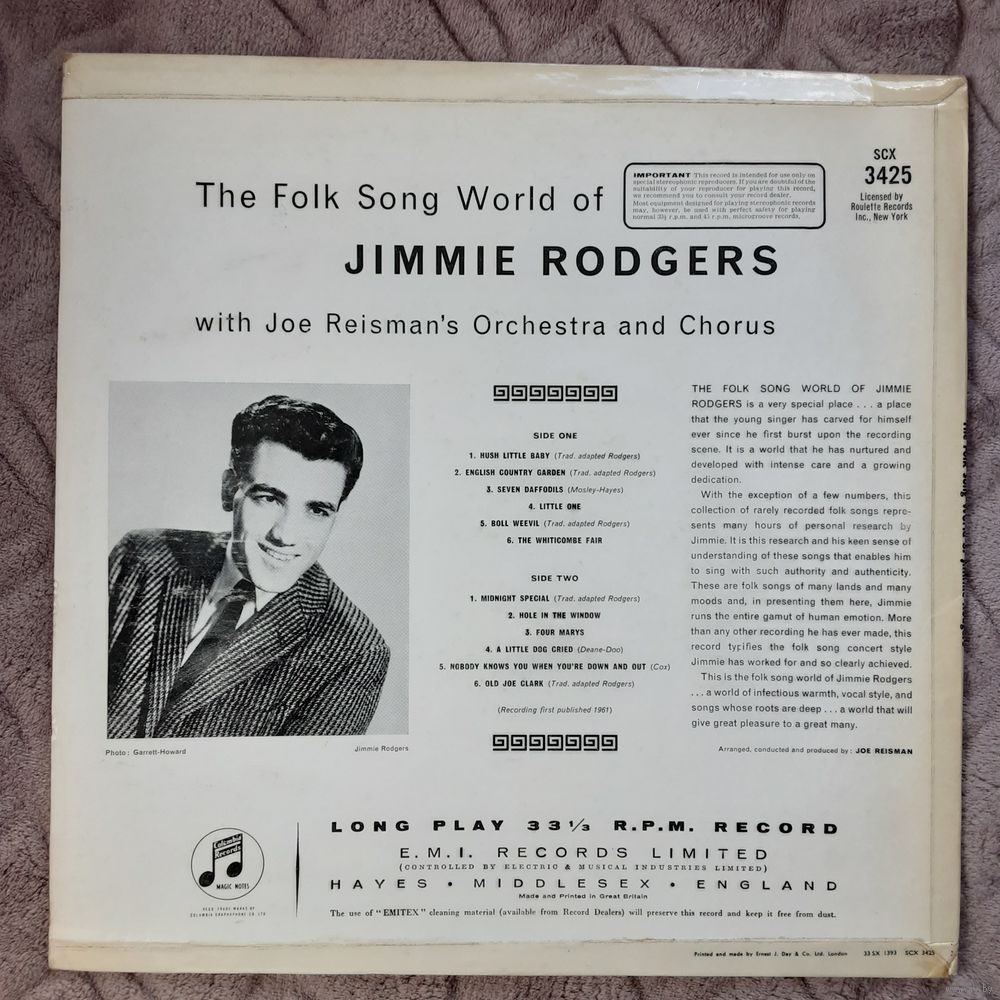 SCX
3425
Licensed by
Roulette Records
Inc., New York
The Folk Song World of
IMPORTANT This record is intended for use only on
special stereophonic reproducers. If you are doubtful of the
suitability of your reproducer for playing this record,
we recommend you to consult your record dealer.
Most equipment designed for playing stereophonic records
may, however, be used with perfect safety for playing
normal 33⅓ r.p.m. and 45 r.p.m. microgroove records.
JIMMIE RODGERS
with Joe Reisman's Orchestra and Chorus
Photo: Garrett-Howard
Jimmie Rodgers
SIDE ONE
1. HUSH LITTLE BABY (Trad. adapted Rodgers)
2. ENGLISH COUNTRY GARDEN (Trad. adapted Rodgers)
3. SEVEN DAFFODILS (Mosley-Hayes)
4. LITTLE ONE
5. BOLL WEEVIL (Trad. adapted Rodgers)
6. THE WHITICOMBE FAIR
SIDE TWO
1. MIDNIGHT SPECIAL (Trad. adapted Rodgers)
2. HOLE IN THE WINDOW
3. FOUR MARYS
4. A LITTLE DOG CRIED (Deane-Doo)
5. NOBODY KNOWS YOU WHEN YOU'RE DOWN AND OUT (Cox)
6. OLD JOE CLARK (Trad. adapted Rodgers)
(Recording first published 1961)
THE FOLK SONG WORLD OF JIMMIE
RODGERS is a very special place . . . a place
that the young singer has carved for himself
ever since he first burst upon the recording
scene. It is a world that he has nurtured and
developed with intense care and a growing
dedication.
With the exception of a few numbers, this
collection of rarely recorded folk songs repre-
sents many hours of personal research by
Jimmie. It is this research and his keen sense of
understanding of these songs that enables him
to sing with such authority and authenticity.
These are folk songs of many lands and many
moods and, in presenting them here, Jimmie
runs the entire gamut of human emotion. More
than any other recording he has ever made, this
record typifies the folk song concert style
Jimmie has worked for and so clearly achieved.
This is the folk song world of Jimmie Rodgers
. . . a world of infectious warmth, vocal style, and
songs whose roots are deep . . . a world that will
give great pleasure to a great many.
Arranged, conducted and produced by: JOE REISMAN
Columbia
Records
MAGIC NOTES
REGD. TRADE MARKS OF
COLUMBIA GRAPHOPHONE CO. LTD
LONG PLAY 33⅓ R.P.M. RECORD
E.M.I. RECORDS LIMITED
(CONTROLLED BY ELECTRIC & MUSICAL INDUSTRIES LIMITED)
HAYES • MIDDLESEX • ENGLAND
Made and Printed in Great Britain
The use of "EMITEX" cleaning material (available from Record Dealers) will preserve this record and keep it free from dust.
Printed and made by Ernest J. Day & Co. Ltd. London 33 SX 1393 SCX 3425